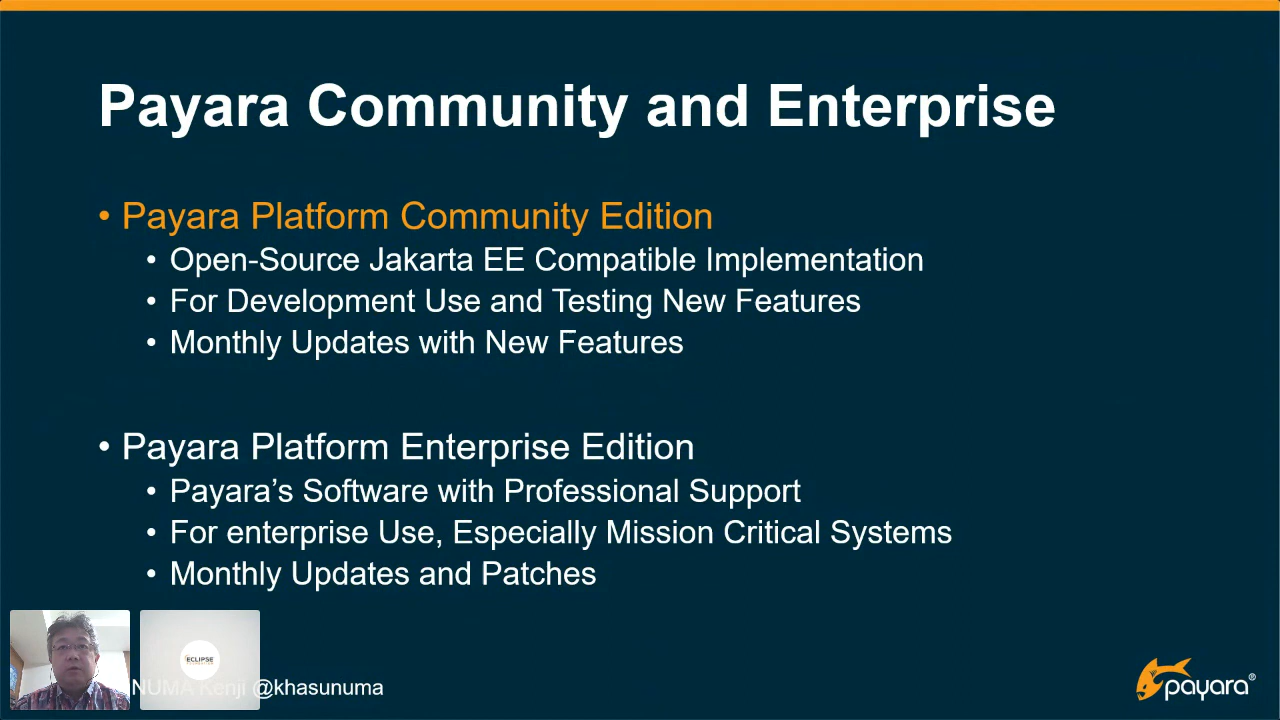 Payara Community and Enterprise
• Payara Platform Community Edition
• Open-Source Jakarta EE Compatible Implementation
• For Development Use and Testing New Features
• Monthly Updates with New Features
• Payara Platform Enterprise Edition
• Payara’s Software with Professional Support
• For enterprise Use, Especially Mission Critical Systems
• Monthly Updates and Patches
ECLIPSE
NUMA Kenji @khasunuma
payara®